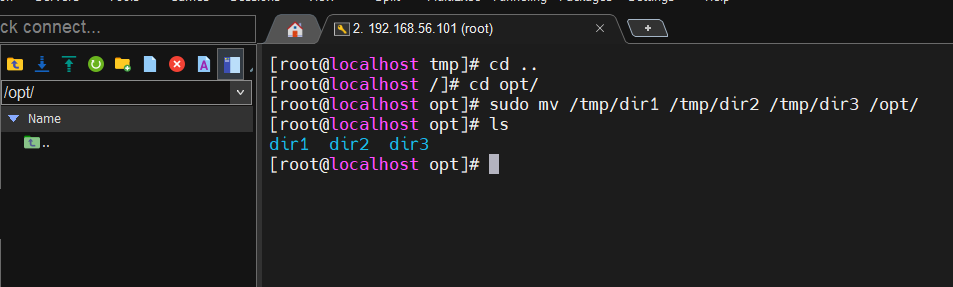 ck connect...
2. 192.168.56.101 (root)
/opt/
Name
..
[root@localhost tmp]# cd ..
[root@localhost /]# cd opt/
[root@localhost opt]# sudo mv /tmp/dir1 /tmp/dir2 /tmp/dir3 /opt/
[root@localhost opt]# ls
dir1  dir2  dir3
[root@localhost opt]#